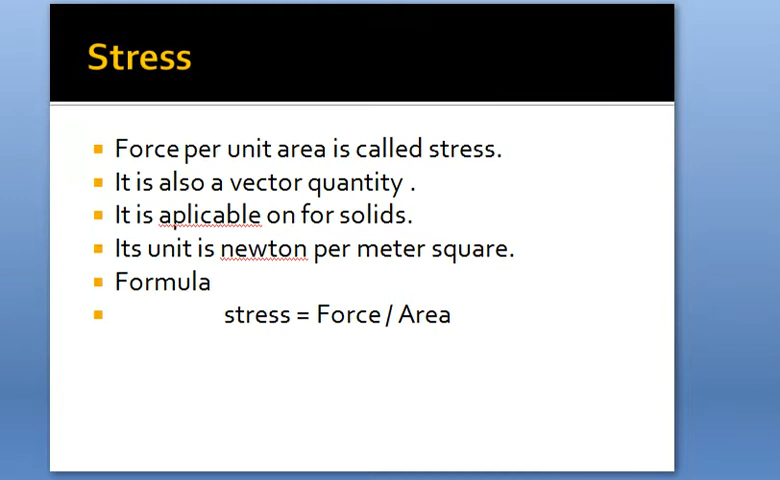 Stress
Force per unit area is called stress.
It is also a vector quantity .
It is aplicable on for solids.
Its unit is newton per meter square.
Formula
stress = Force / Area